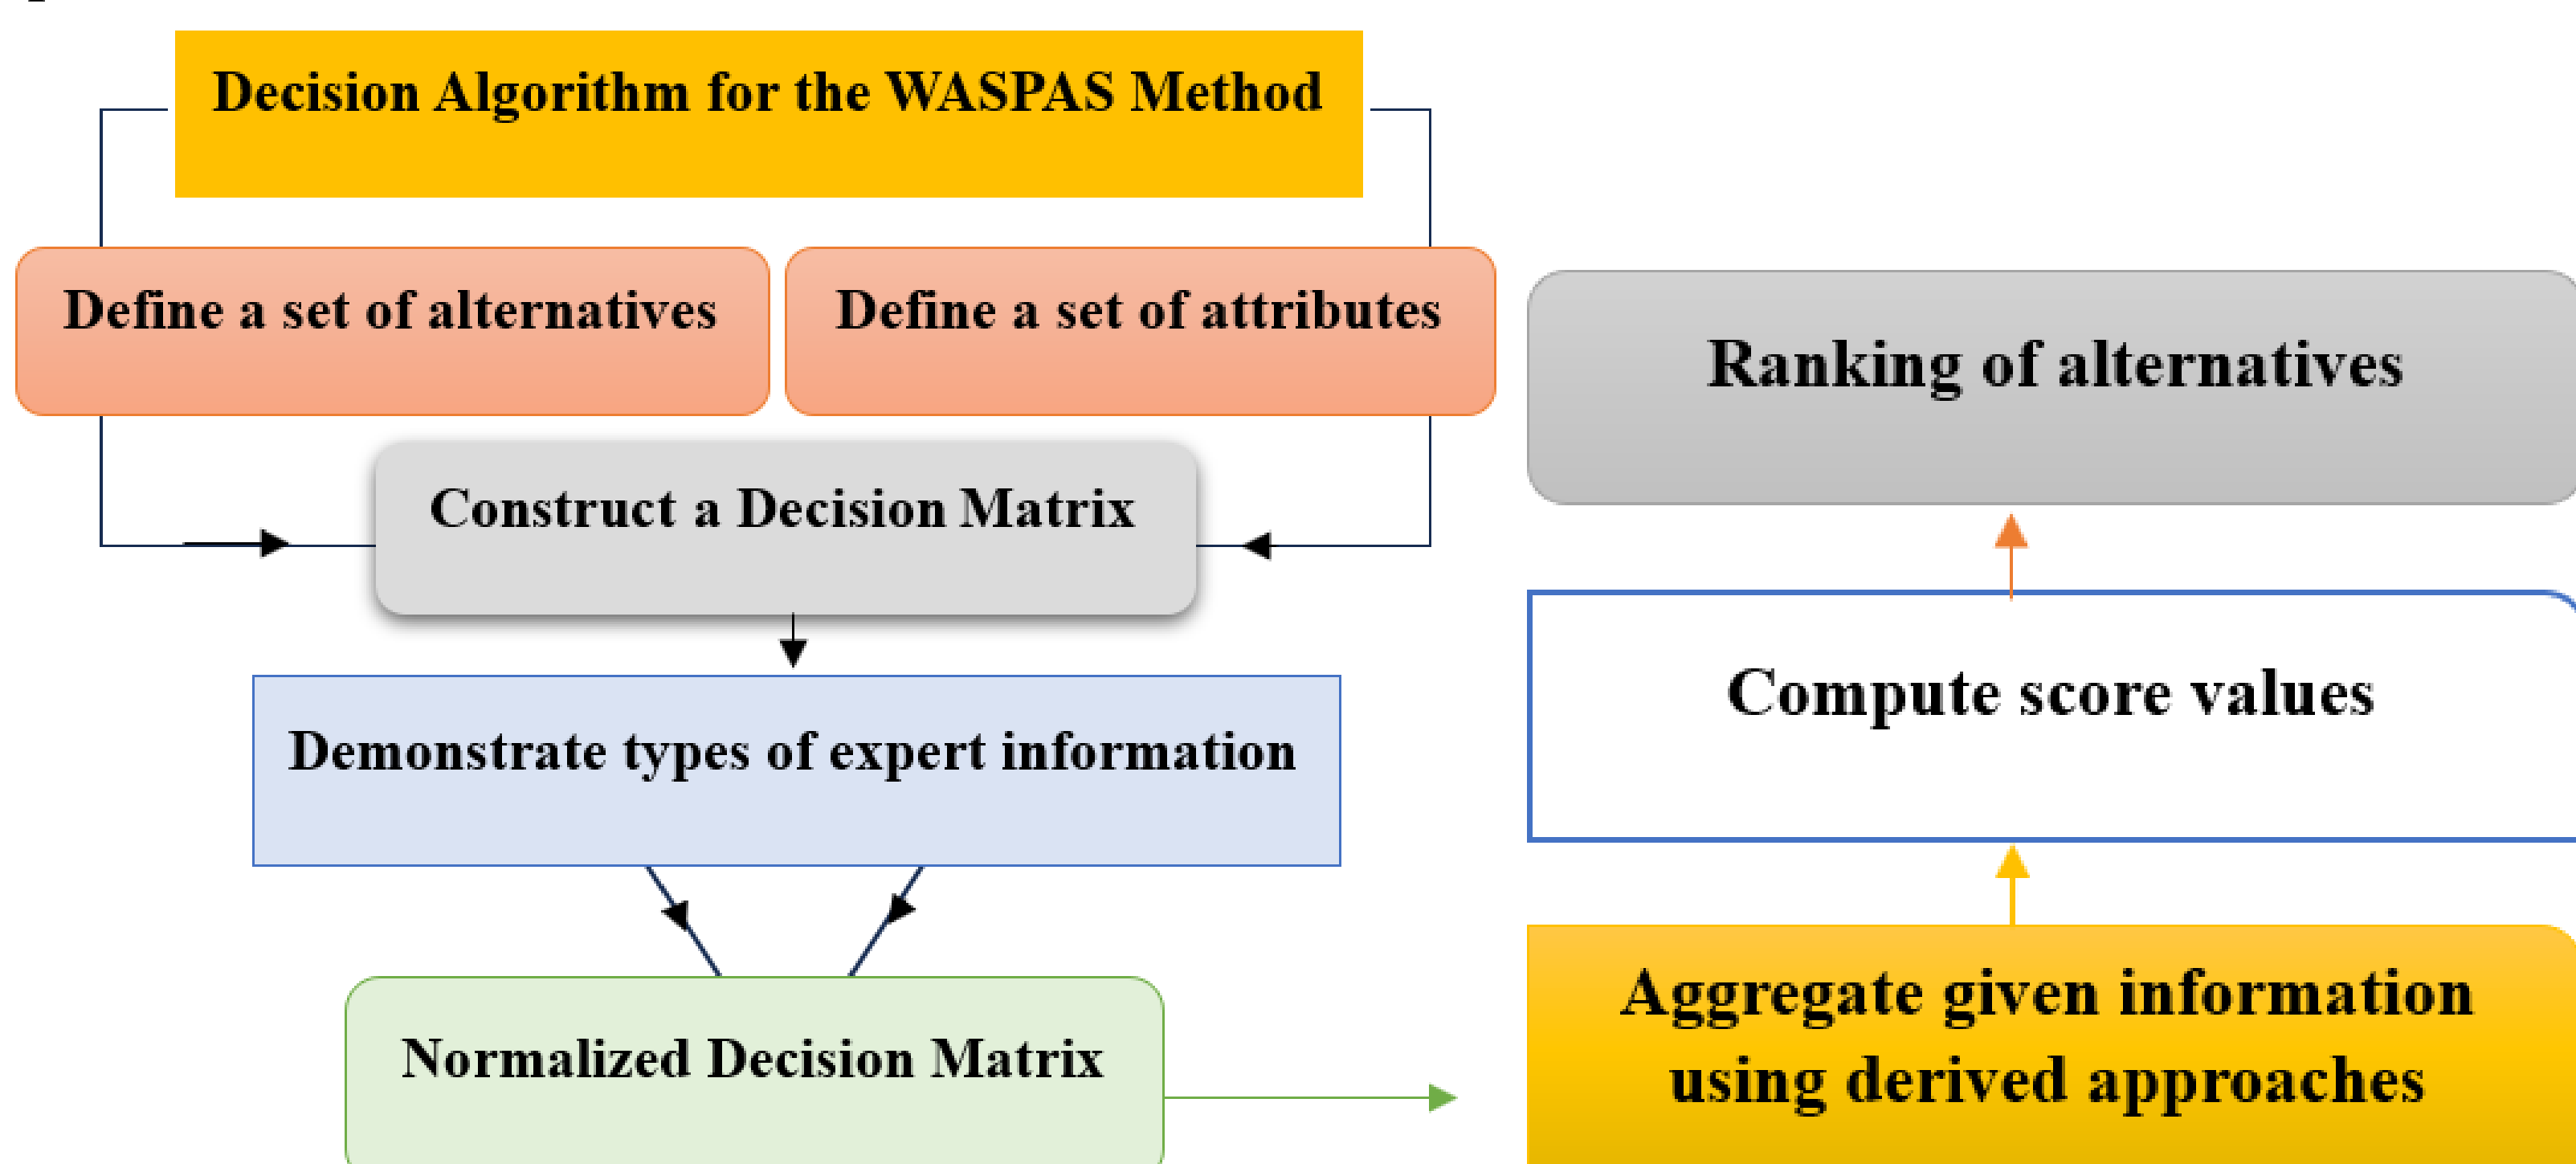 Decision Algorithm for the WASPAS Method
Define a set of alternatives
Define a set of attributes
Construct a Decision Matrix
Demonstrate types of expert information
Normalized Decision Matrix
Aggregate given information
using derived approaches
Compute score values
Ranking of alternatives